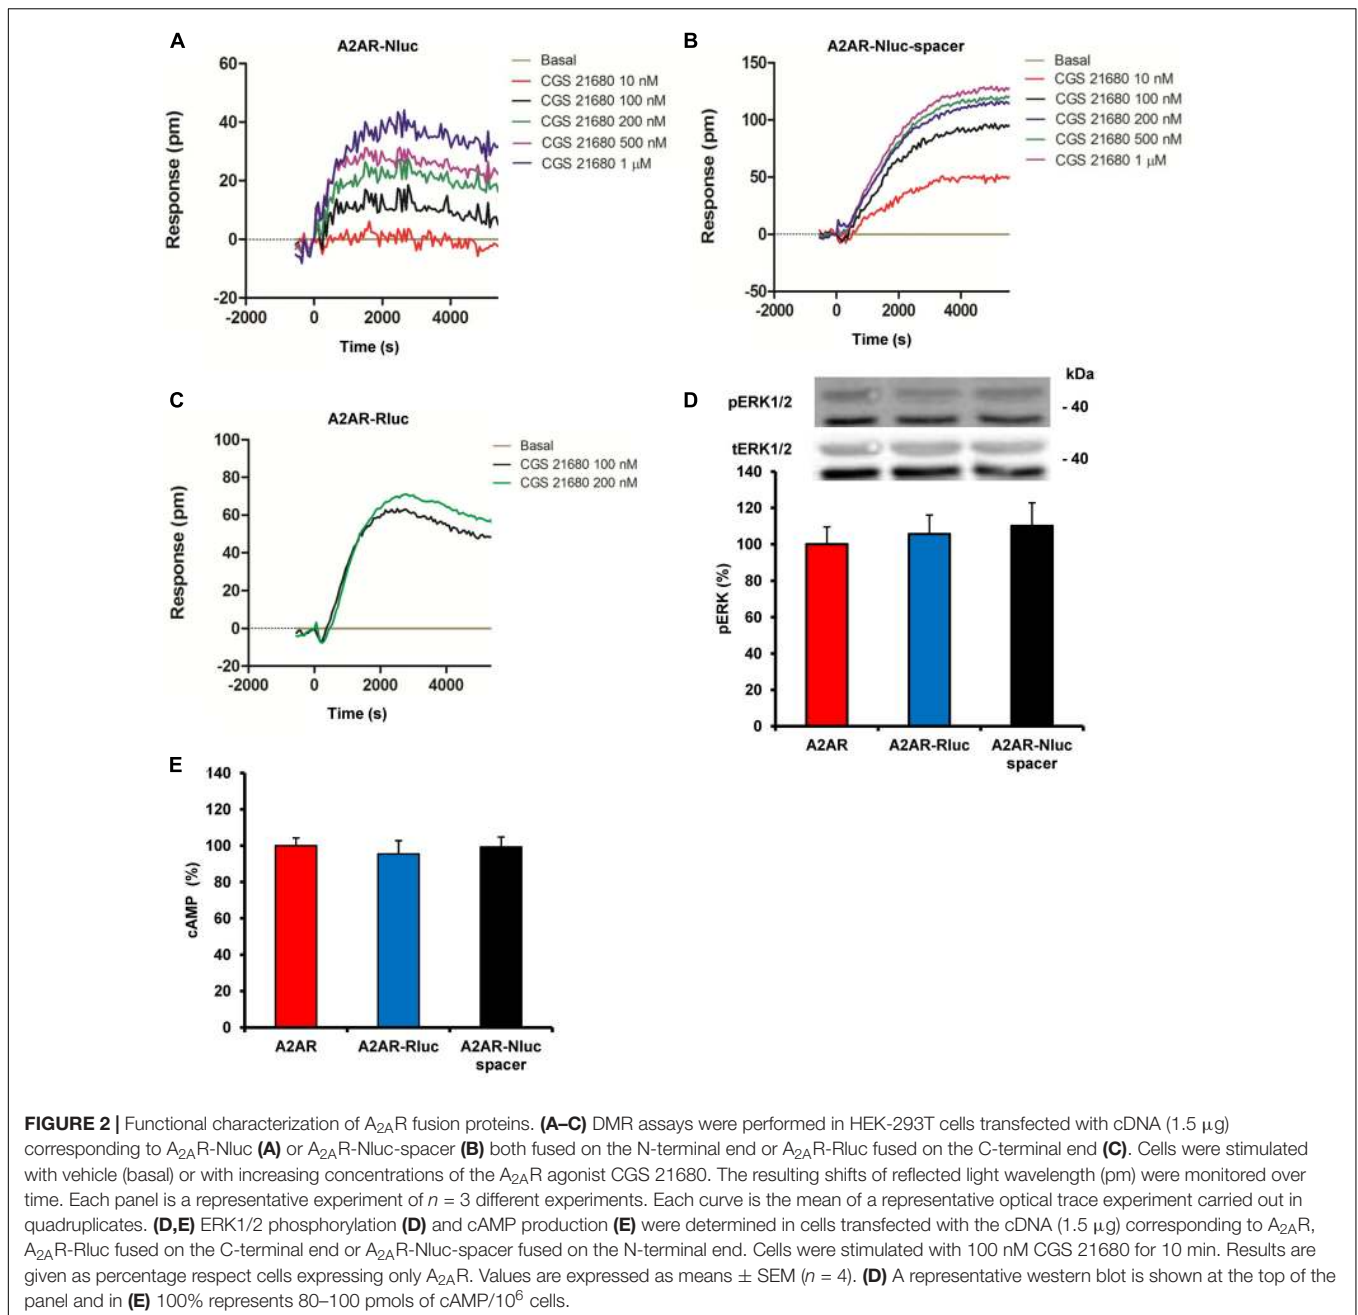 A
A2AR-Nluc
Basal
CGS 21680 10 nM
CGS 21680 100 nM
CGS 21680 200 nM
CGS 21680 500 nM
CGS 21680 1 μM
60
40
20
0
-20
-2000 0 2000 4000
Response (pm)
Time (s)
B
A2AR-Nluc-spacer
Basal
CGS 21680 10 nM
CGS 21680 100 nM
CGS 21680 200 nM
CGS 21680 500 nM
CGS 21680 1 μM
150
100
50
0
-50
-2000 0 2000 4000
Response (pm)
Time (s)
C
A2AR-Rluc
Basal
CGS 21680 100 nM
CGS 21680 200 nM
100
80
60
40
20
0
-20
-2000 0 2000 4000
Response (pm)
Time (s)
D
kDa
pERK1/2
- 40
tERK1/2
- 40
140
120
100
80
60
40
20
0
pERK (%)
A2AR A2AR-Rluc A2AR-Nluc
spacer
E
140
120
100
80
60
40
20
0
cAMP (%)
A2AR A2AR-Rluc A2AR-Nluc
spacer
FIGURE 2 | Functional characterization of A2AR fusion proteins. (A–C) DMR assays were performed in HEK-293T cells transfected with cDNA (1.5 μg)
corresponding to A2AR-Nluc (A) or A2AR-Nluc-spacer (B) both fused on the N-terminal end or A2AR-Rluc fused on the C-terminal end (C). Cells were stimulated
with vehicle (basal) or with increasing concentrations of the A2AR agonist CGS 21680. The resulting shifts of reflected light wavelength (pm) were monitored over
time. Each panel is a representative experiment of n = 3 different experiments. Each curve is the mean of a representative optical trace experiment carried out in
quadruplicates. (D,E) ERK1/2 phosphorylation (D) and cAMP production (E) were determined in cells transfected with the cDNA (1.5 μg) corresponding to A2AR,
A2AR-Rluc fused on the C-terminal end or A2AR-Nluc-spacer fused on the N-terminal end. Cells were stimulated with 100 nM CGS 21680 for 10 min. Results are
given as percentage respect cells expressing only A2AR. Values are expressed as means ± SEM (n = 4). (D) A representative western blot is shown at the top of the
panel and in (E) 100% represents 80–100 pmols of cAMP/10⁶ cells.